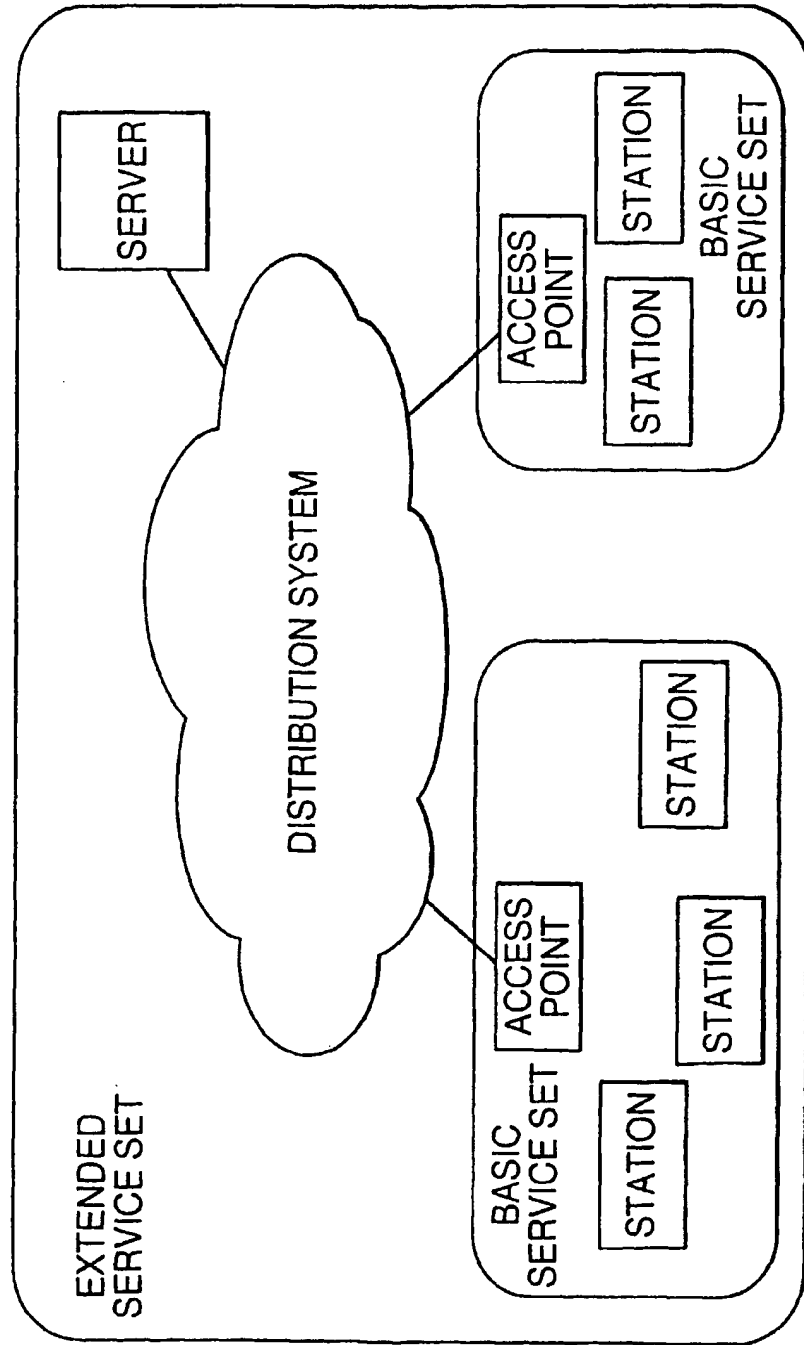 EXTENDED
SERVICE SET
SERVER
DISTRIBUTION SYSTEM
BASIC
SERVICE SET
ACCESS
POINT
STATION
STATION
STATION
ACCESS
POINT
STATION
STATION
BASIC
SERVICE SET